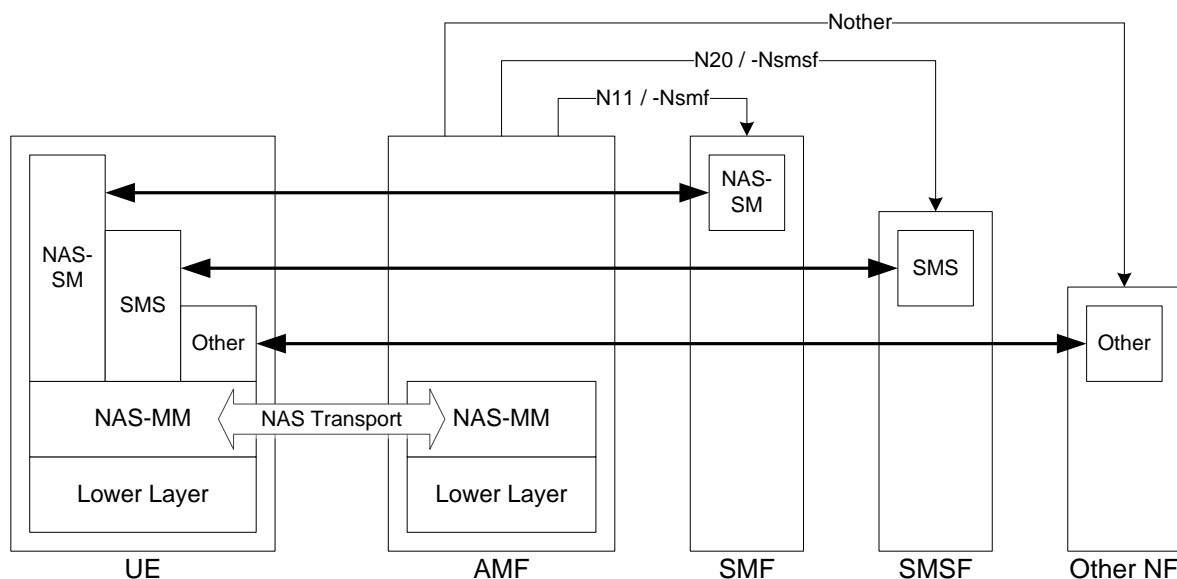 Nother
N20 / -Nsmsf
N11 / -Nsmf
NAS-
SM
NAS-
SM
SMS
SMS
Other
Other
NAS-MM
NAS Transport
NAS-MM
Lower Layer
Lower Layer
UE
AMF
SMF
SMSF
Other NF